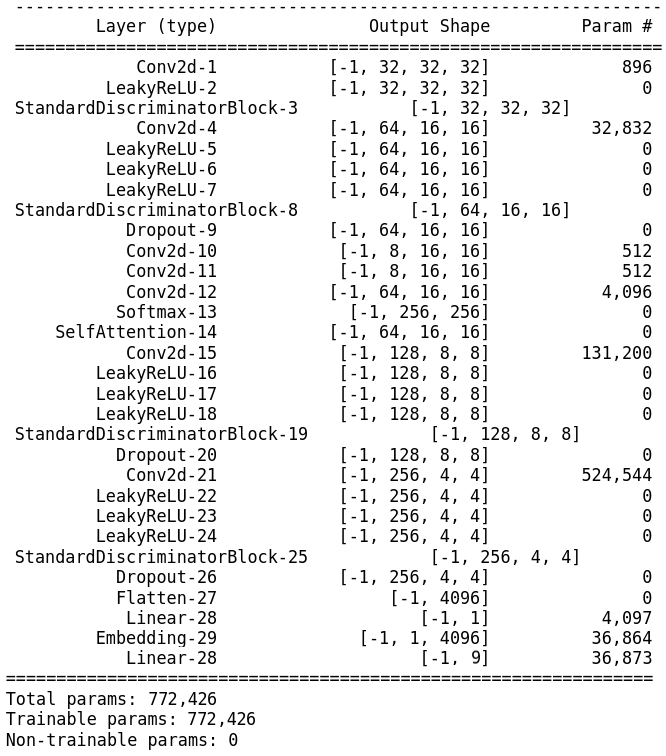 ----------------------------------------------------------------
Layer (type) Output Shape Param #
================================================================
Conv2d-1 [-1, 32, 32, 32] 896
LeakyReLU-2 [-1, 32, 32, 32] 0
StandardDiscriminatorBlock-3 [-1, 32, 32, 32]
Conv2d-4 [-1, 64, 16, 16] 32,832
LeakyReLU-5 [-1, 64, 16, 16] 0
LeakyReLU-6 [-1, 64, 16, 16] 0
LeakyReLU-7 [-1, 64, 16, 16] 0
StandardDiscriminatorBlock-8 [-1, 64, 16, 16]
Dropout-9 [-1, 64, 16, 16] 0
Conv2d-10 [-1, 8, 16, 16] 512
Conv2d-11 [-1, 8, 16, 16] 512
Conv2d-12 [-1, 64, 16, 16] 4,096
Softmax-13 [-1, 256, 256] 0
SelfAttention-14 [-1, 64, 16, 16] 0
Conv2d-15 [-1, 128, 8, 8] 131,200
LeakyReLU-16 [-1, 128, 8, 8] 0
LeakyReLU-17 [-1, 128, 8, 8] 0
LeakyReLU-18 [-1, 128, 8, 8] 0
StandardDiscriminatorBlock-19 [-1, 128, 8, 8]
Dropout-20 [-1, 128, 8, 8] 0
Conv2d-21 [-1, 256, 4, 4] 524,544
LeakyReLU-22 [-1, 256, 4, 4] 0
LeakyReLU-23 [-1, 256, 4, 4] 0
LeakyReLU-24 [-1, 256, 4, 4] 0
StandardDiscriminatorBlock-25 [-1, 256, 4, 4]
Dropout-26 [-1, 256, 4, 4] 0
Flatten-27 [-1, 4096] 0
Linear-28 [-1, 1] 4,097
Embedding-29 [-1, 1, 4096] 36,864
Linear-28 [-1, 9] 36,873
================================================================
Total params: 772,426
Trainable params: 772,426
Non-trainable params: 0